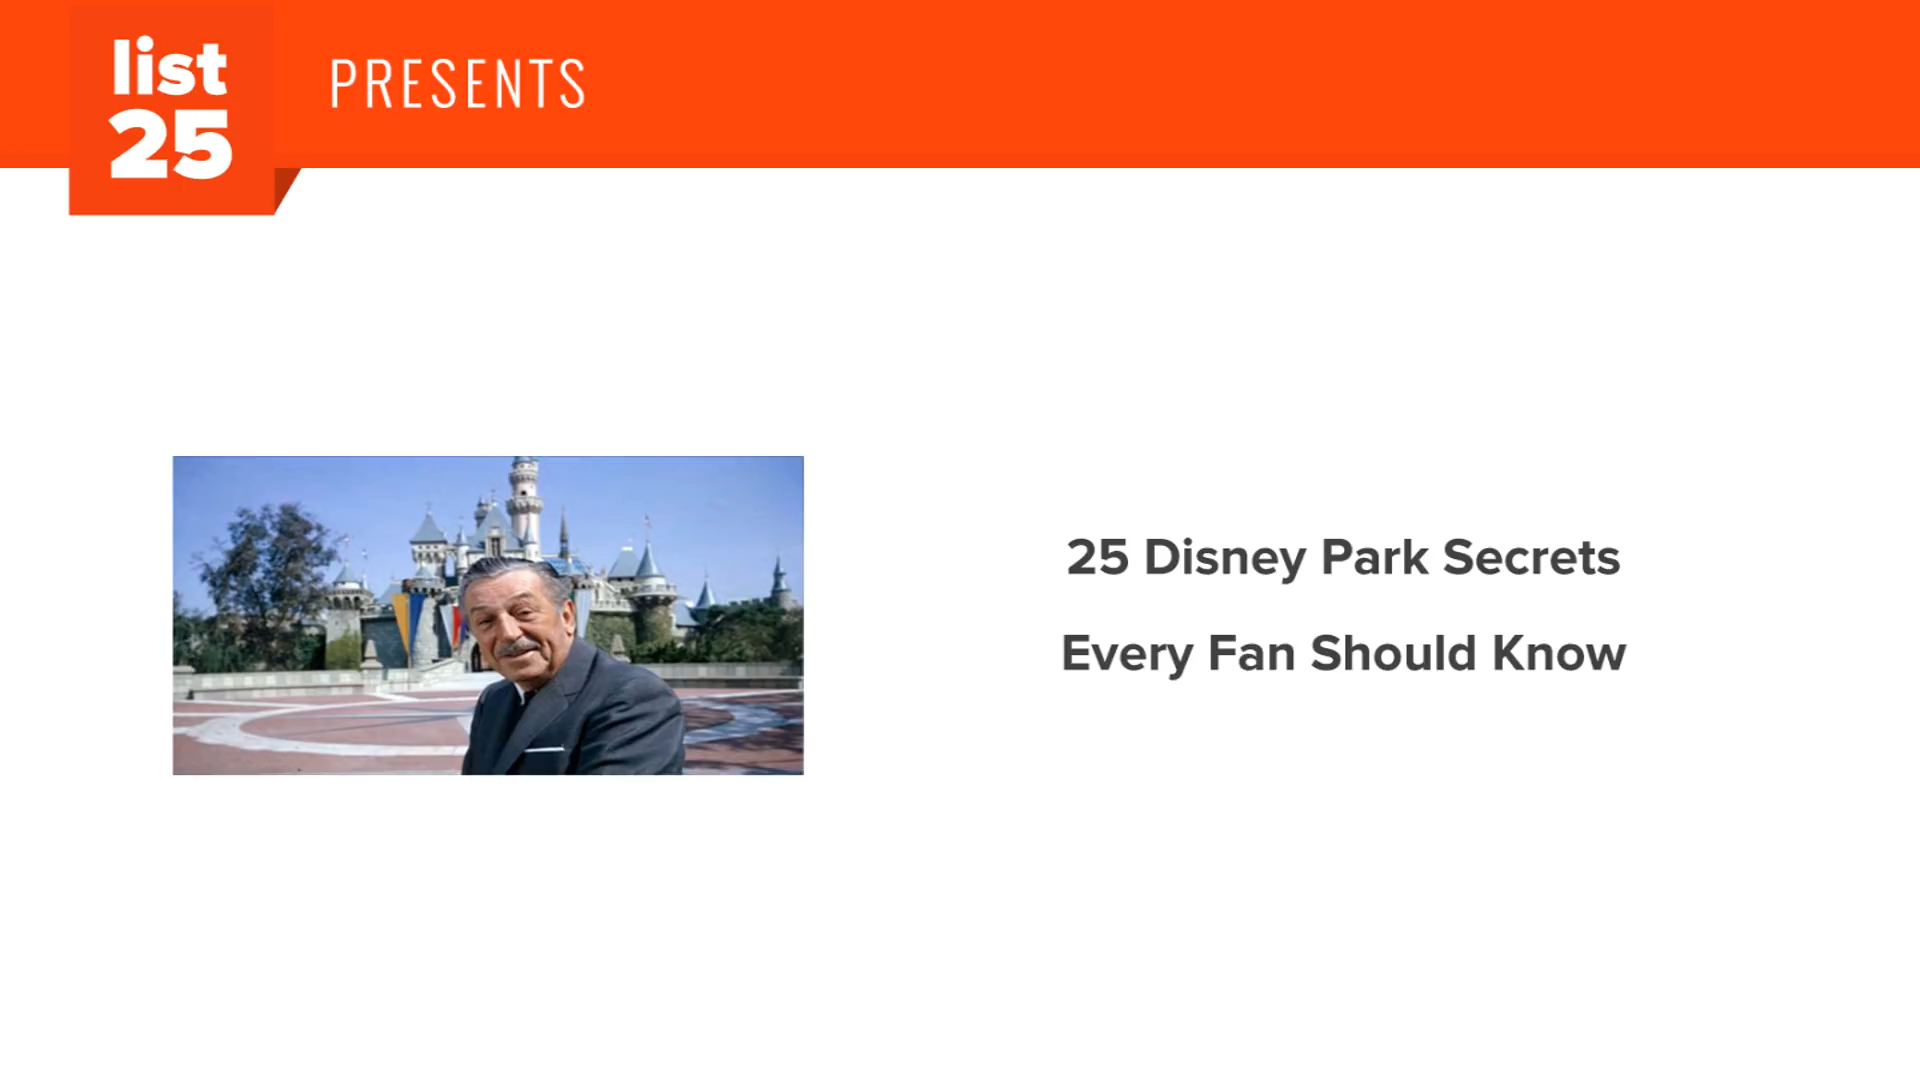 list
25
PRESENTS
25 Disney Park Secrets
Every Fan Should Know